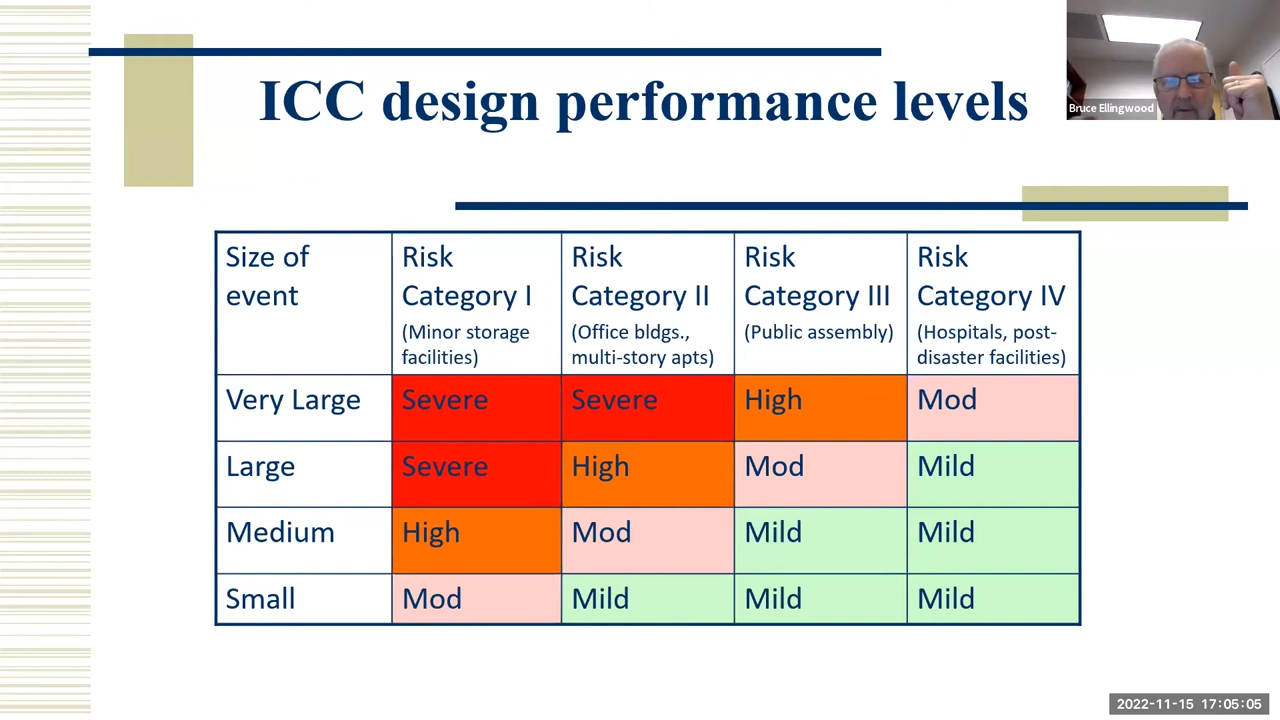 ICC design performance levels
Bruce Ellingwood
Size of
event
Risk
Category I
(Minor storage
facilities)
Risk
Category II
(Office bldgs.,
multi-story apts)
Risk
Category III
(Public assembly)
Risk
Category IV
(Hospitals, post-
disaster facilities)
Very Large
Severe
Severe
High
Mod
Large
Severe
High
Mod
Mild
Medium
High
Mod
Mild
Mild
Small
Mod
Mild
Mild
Mild
2022-11-15 17:05:05